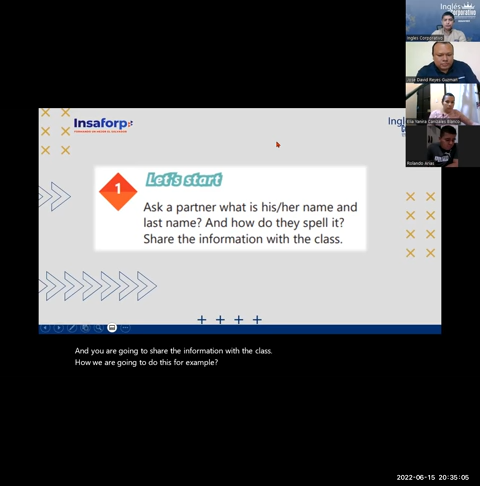 Inglés
Corporativo
Inglés Corporativo
José David Reyes Guzman
Rolando Arias
Insaforp
1
Let's start
Ask a partner what is his/her name and
last name? And how do they spell it?
Share the information with the class.
And you are going to share the information with the class.
How we are going to do this for example?
2022-06-15 20:35:05